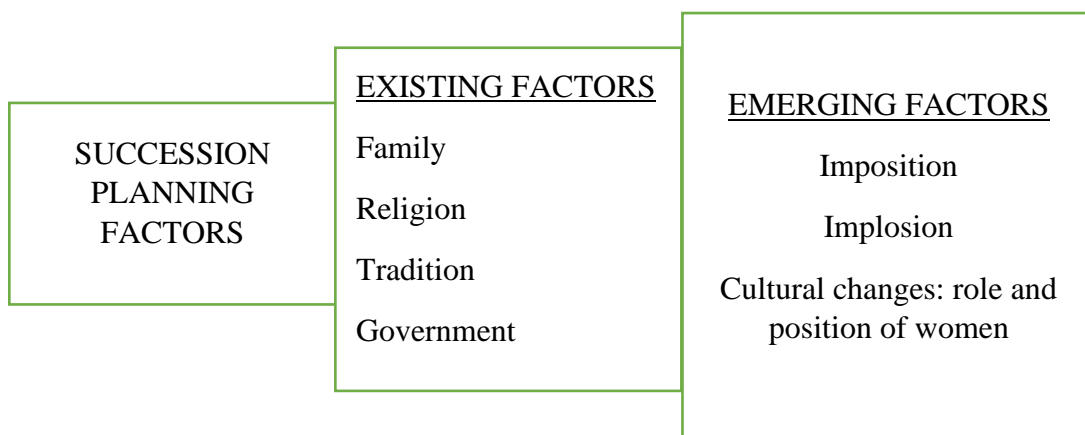 SUCCESSION
PLANNING
FACTORS
EXISTING FACTORS
Family
Religion
Tradition
Government
EMERGING FACTORS
Imposition
Implosion
Cultural changes: role and
position of women